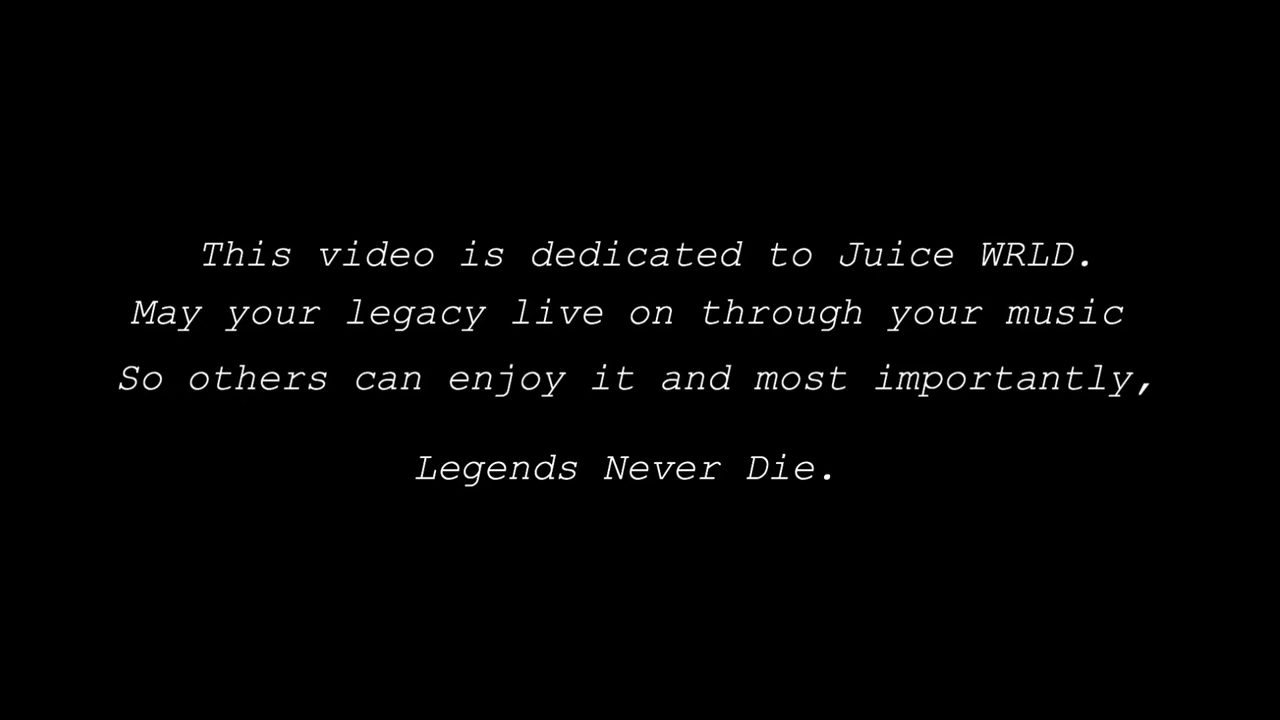 This video is dedicated to Juice WRLD.
May your legacy live on through your music
So others can enjoy it and most importantly,
Legends Never Die.